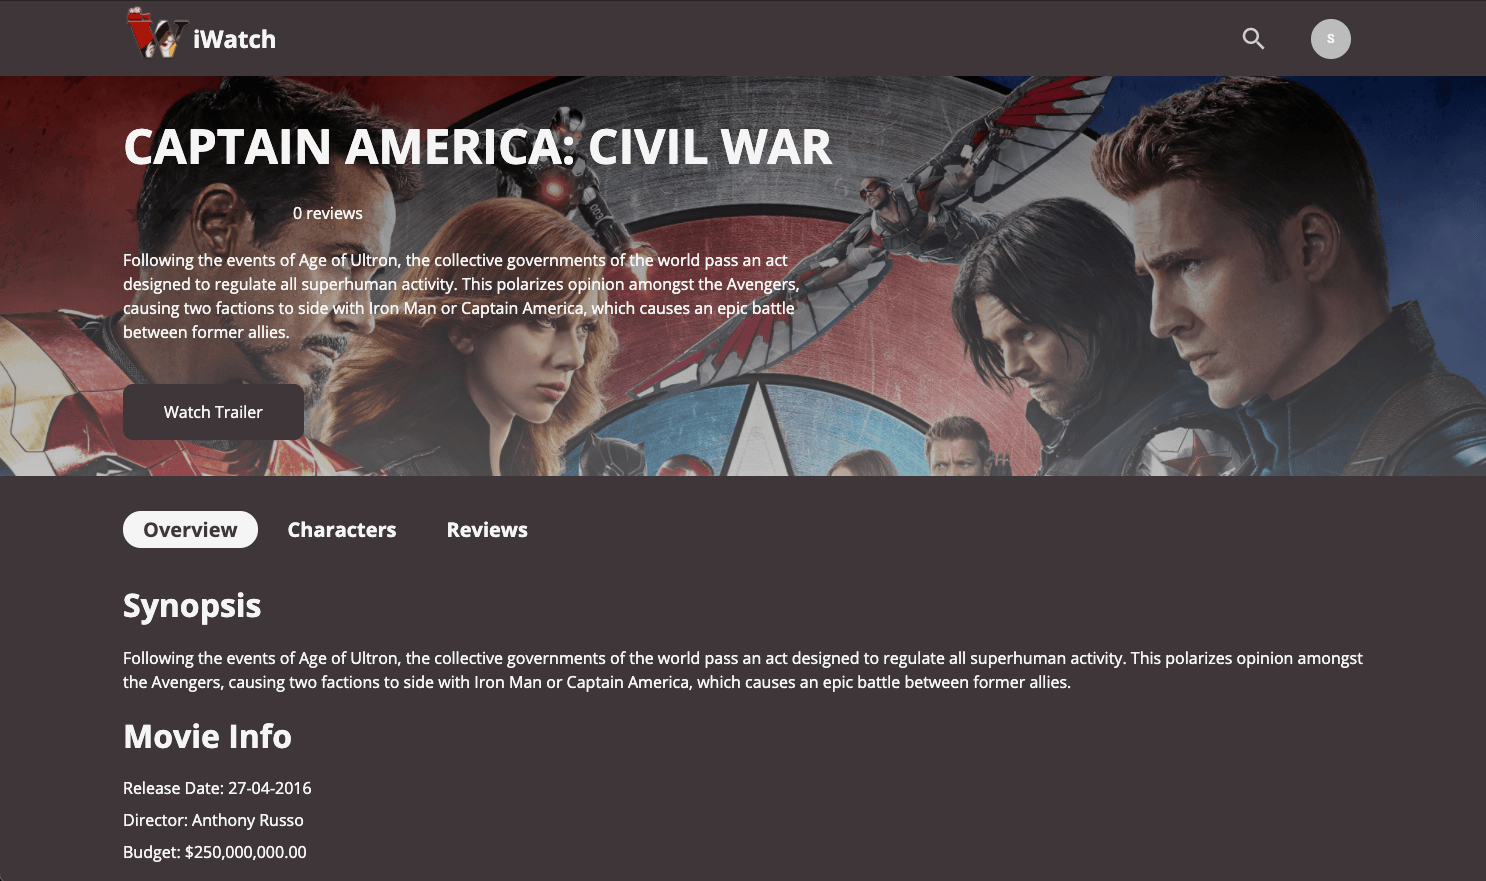 iWatch
S
CAPTAIN AMERICA: CIVIL WAR
0 reviews
Following the events of Age of Ultron, the collective governments of the world pass an act
designed to regulate all superhuman activity. This polarizes opinion amongst the Avengers,
causing two factions to side with Iron Man or Captain America, which causes an epic battle
between former allies.
Watch Trailer
Overview
Characters
Reviews
Synopsis
Following the events of Age of Ultron, the collective governments of the world pass an act designed to regulate all superhuman activity. This polarizes opinion amongst
the Avengers, causing two factions to side with Iron Man or Captain America, which causes an epic battle between former allies.
Movie Info
Release Date: 27-04-2016
Director: Anthony Russo
Budget: $250,000,000.00